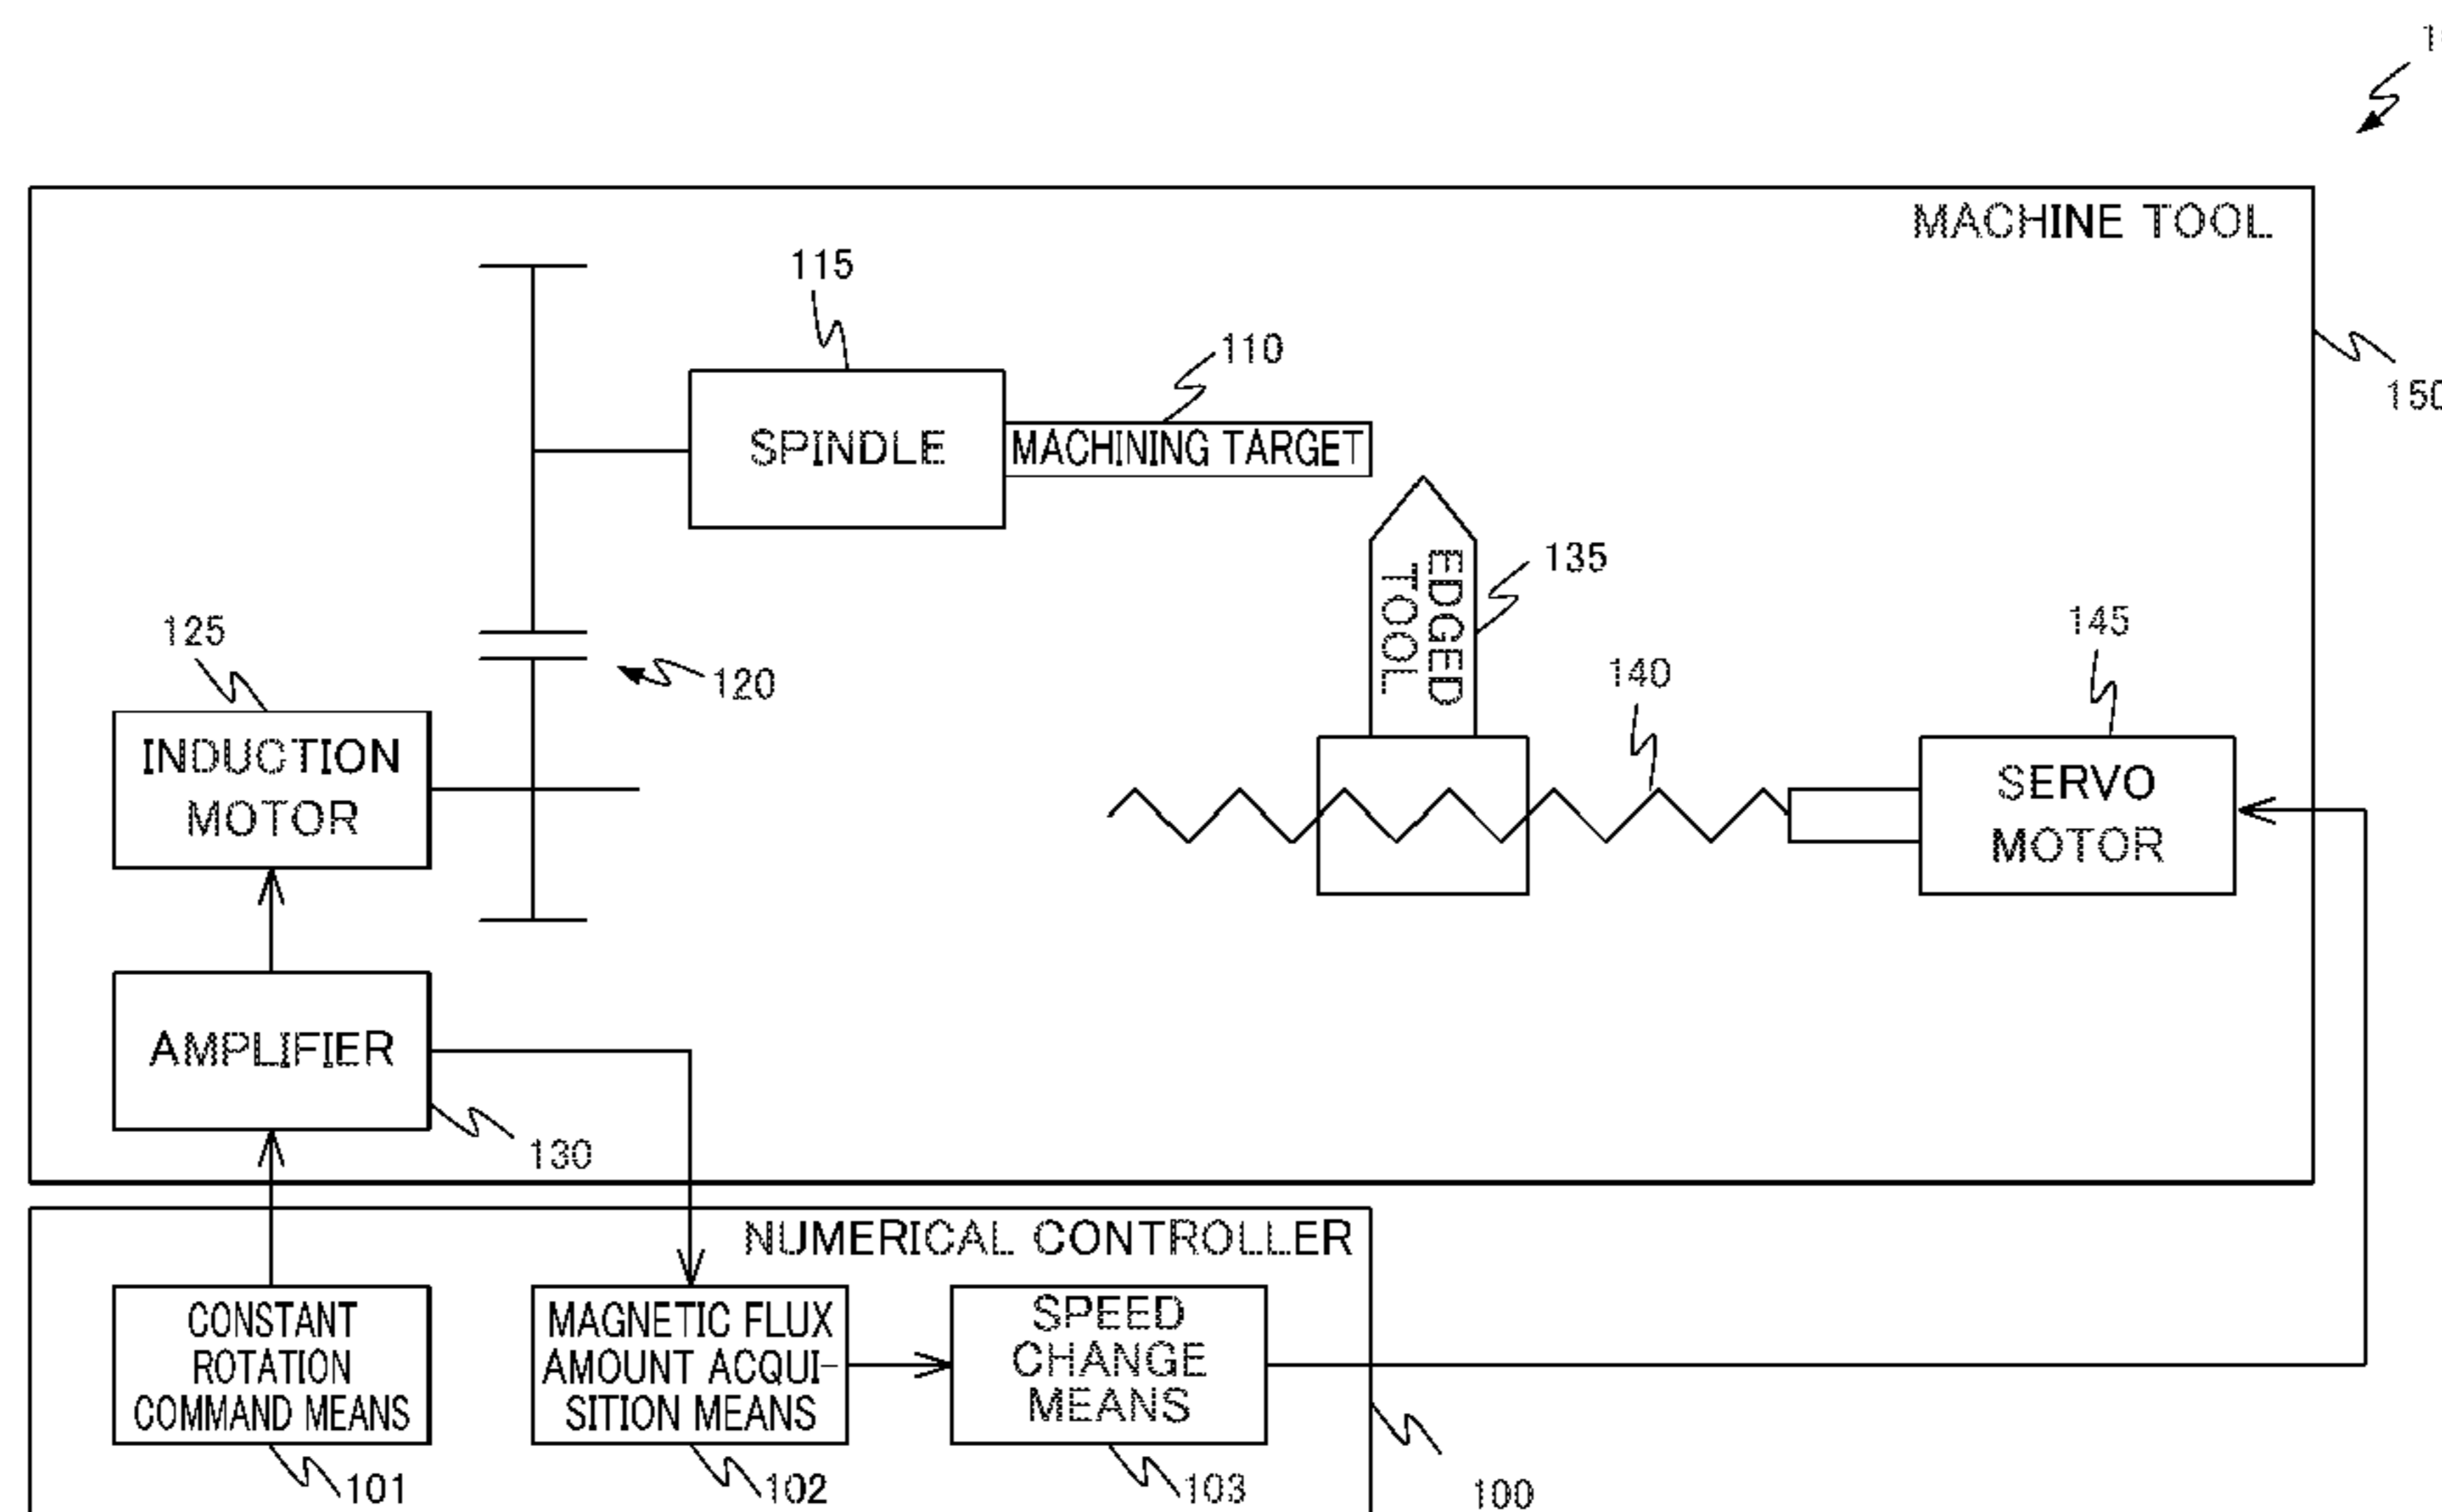 MACHINE TOOL
115
110
SPINDLE
MACHINING TARGET
150
135
EDGED
TOOL
125
120
140
145
INDUCTION
MOTOR
SERVO
MOTOR
AMPLIFIER
130
NUMERICAL CONTROLLER
CONSTANT
ROTATION
COMMAND MEANS
MAGNETIC FLUX
AMOUNT ACQUI-
SITION MEANS
SPEED
CHANGE
MEANS
101
102
103
100